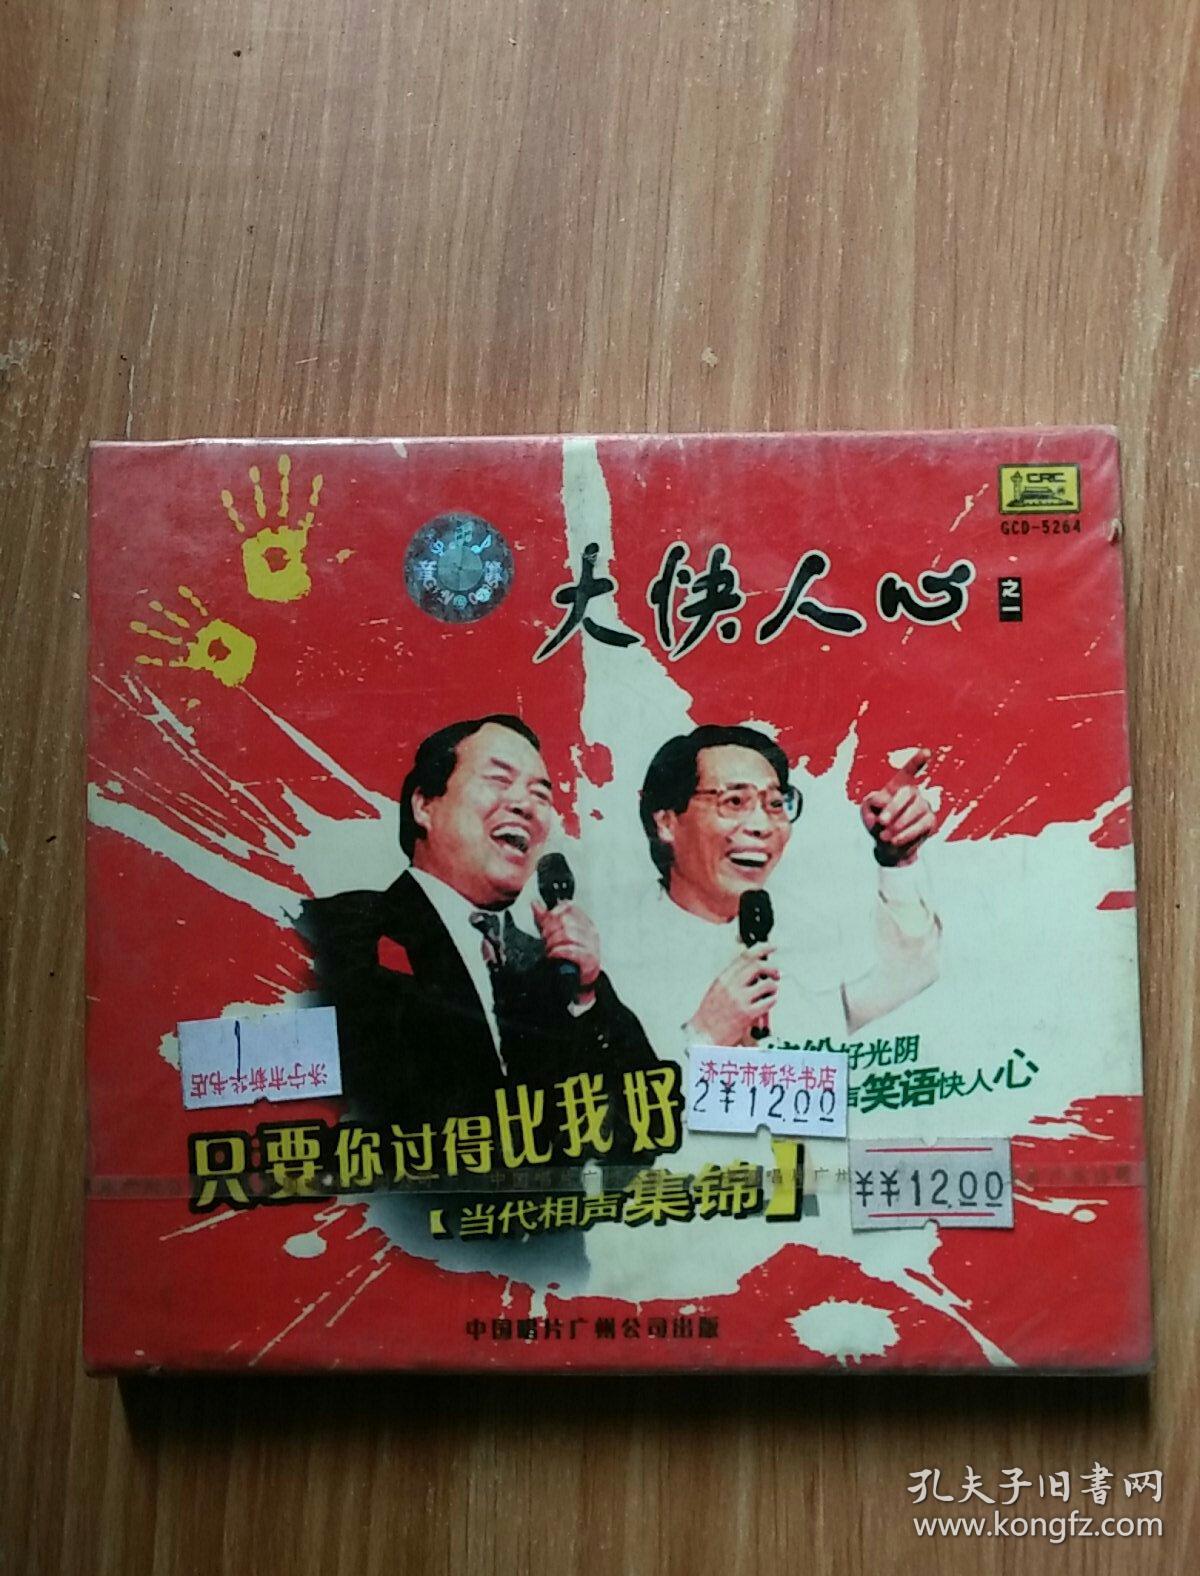 CRC
GCD-5264
大快人心 之一
好光阴
声笑语快人心
1
济宁市新华书店
济宁市新华书店
2¥12.00
只要你过得比我好
¥¥12.00
【当代相声集锦】
中国唱片广州公司出版
孔夫子旧书网
www.kongfz.com